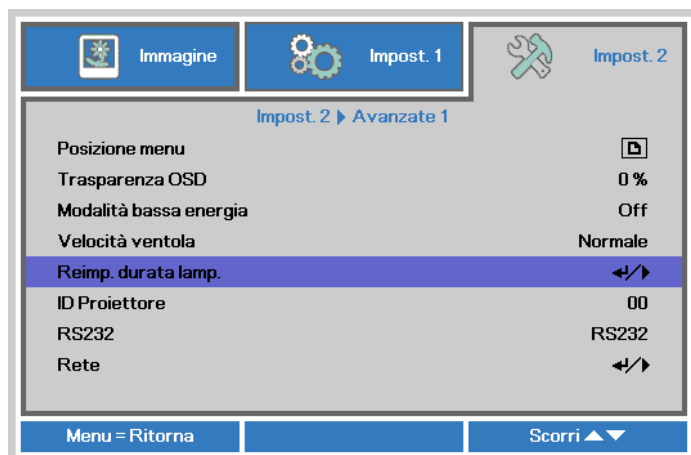 Immagine
Impost. 1
Impost. 2
Impost. 2 Avanzate 1
Posizione menu
Trasparenza OSD 0 %
Modalità bassa energia Off
Velocità ventola Normale
Reimp. durata lamp.
ID Proiettore 00
RS232 RS232
Rete
Menu = Ritorna Scorri